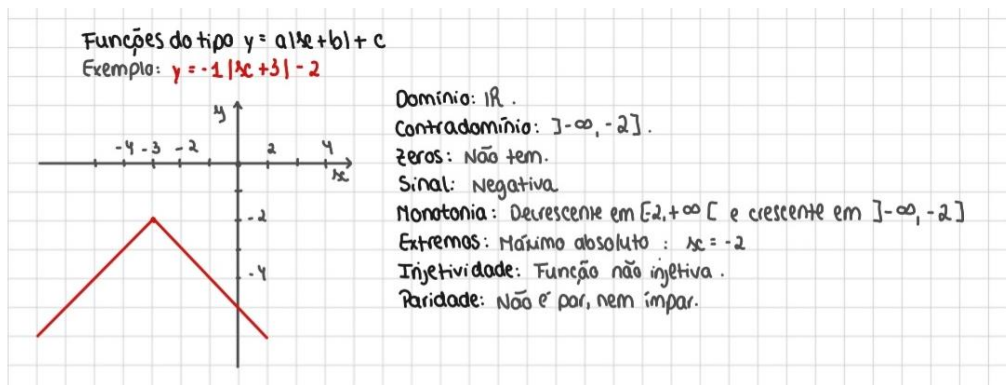 Funções do tipo y = a|x+b|+c
Exemplo: y = -1|x+3|-2
y
-4 -3 -2 2 4
x
-2
-4
Domínio: IR.
Contradomínio: ]-∞,-2].
Zeros: Não tem.
Sinal: Negativa
Monotonia: Decrescente em [-2,+∞[ e crescente em ]-∞,-2]
Extremos: Máximo absoluto: x = -2
Injetividade: Função não injetiva.
Paridade: Não é par, nem ímpar.